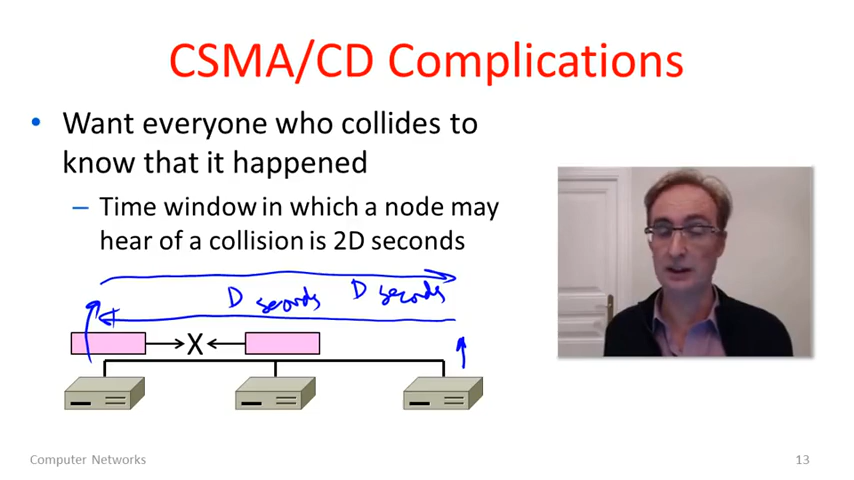 CSMA/CD Complications
• Want everyone who collides to
know that it happened
– Time window in which a node may
hear of a collision is 2D seconds
D seconds D seconds
X
Computer Networks
13